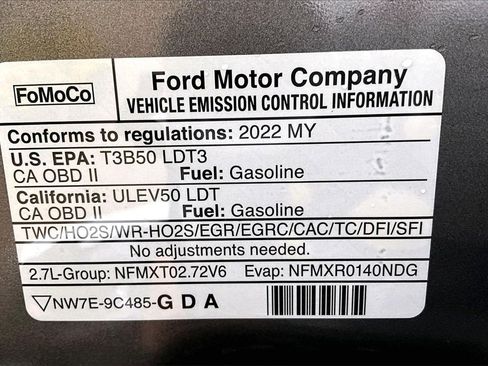 FoMoCo
Ford Motor Company
VEHICLE EMISSION CONTROL INFORMATION
Conforms to regulations: 2022 MY
U.S. EPA: T3B50 LDT3
CA OBD II Fuel: Gasoline
California: ULEV50 LDT
CA OBD II Fuel: Gasoline
TWC/HO2S/WR-HO2S/EGR/EGRC/CAC/TC/DFI/SFI
No adjustments needed.
2.7L-Group: NFMXT02.72V6 Evap: NFMXR0140NDG
NW7E-9C485-G D A